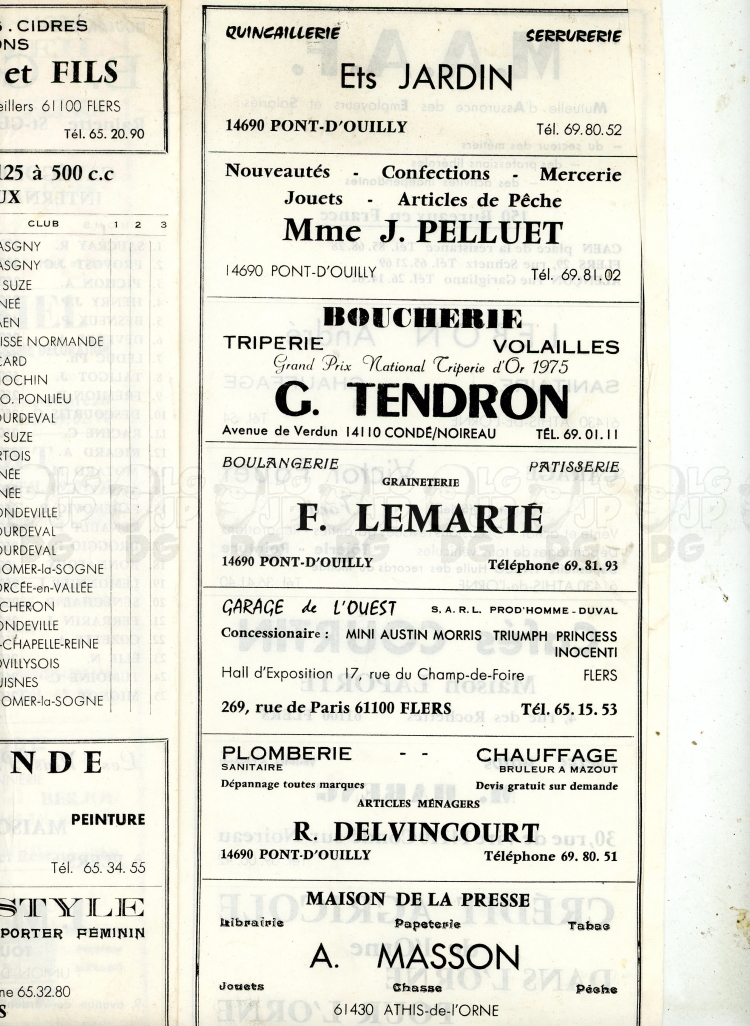 S. CIDRES
ONS
et FILS
eillers 61100 FLERS
Tél. 65. 20.90
125 à 500 c.c
UX
CLUB 1 2 3
ASGNY
ASGNY
SUZE
NEÉ
AEN
ISSE NORMANDE
CARD
OCHIN
O. PONLIEU
OURDEVAL
SUZE
RTOIS
NÉE
NÉE
ONDEVILLE
OURDEVAL
OURDEVAL
OMER-la-SOGNE
ORCÉE-en-VALLÉE
CHERON
ONDEVILLE
-CHAPELLE-REINE
OVILLYSOIS
UISNES
OMER-la-SOGNE
NDE
PEINTURE
Tél. 65. 34. 55
STYLE
PORTER FÉMININ
ne 65.32.80
S
QUINCAILLERIE SERRURERIE
Ets JARDIN
14690 PONT-D'OUILLY Tél. 69.80.52
Nouveautés - Confections - Mercerie
Jouets - Articles de Pêche
Mme J. PELLUET
14690 PONT-D'OUILLY Tél. 69.81.02
BOUCHERIE
TRIPERIE VOLAILLES
Grand Prix National Triperie d'Or 1975
G. TENDRON
Avenue de Verdun 14110 CONDÉ/NOIREAU TÉL. 69.01.11
BOULANGERIE PATISSERIE
GRAINETERIE
F. LEMARIÉ
14690 PONT-D'OUILLY Téléphone 69.81.93
GARAGE de L'OUEST S.A.R.L. PROD'HOMME-DUVAL
Concessionaire : MINI AUSTIN MORRIS TRIUMPH PRINCESS
INOCENTI
Hall d'Exposition 17, rue du Champ-de-Foire FLERS
269, rue de Paris 61100 FLERS Tél. 65.15.53
PLOMBERIE - - CHAUFFAGE
SANITAIRE BRULEUR A MAZOUT
Dépannage toutes marques Devis gratuit sur demande
ARTICLES MÉNAGERS
R. DELVINCOURT
14690 PONT-D'OUILLY Téléphone 69. 80. 51
MAISON DE LA PRESSE
Librairie Papeterie Tabac
A. MASSON
Jouets Chasse Pêche
61430 ATHIS-de-l'ORNE